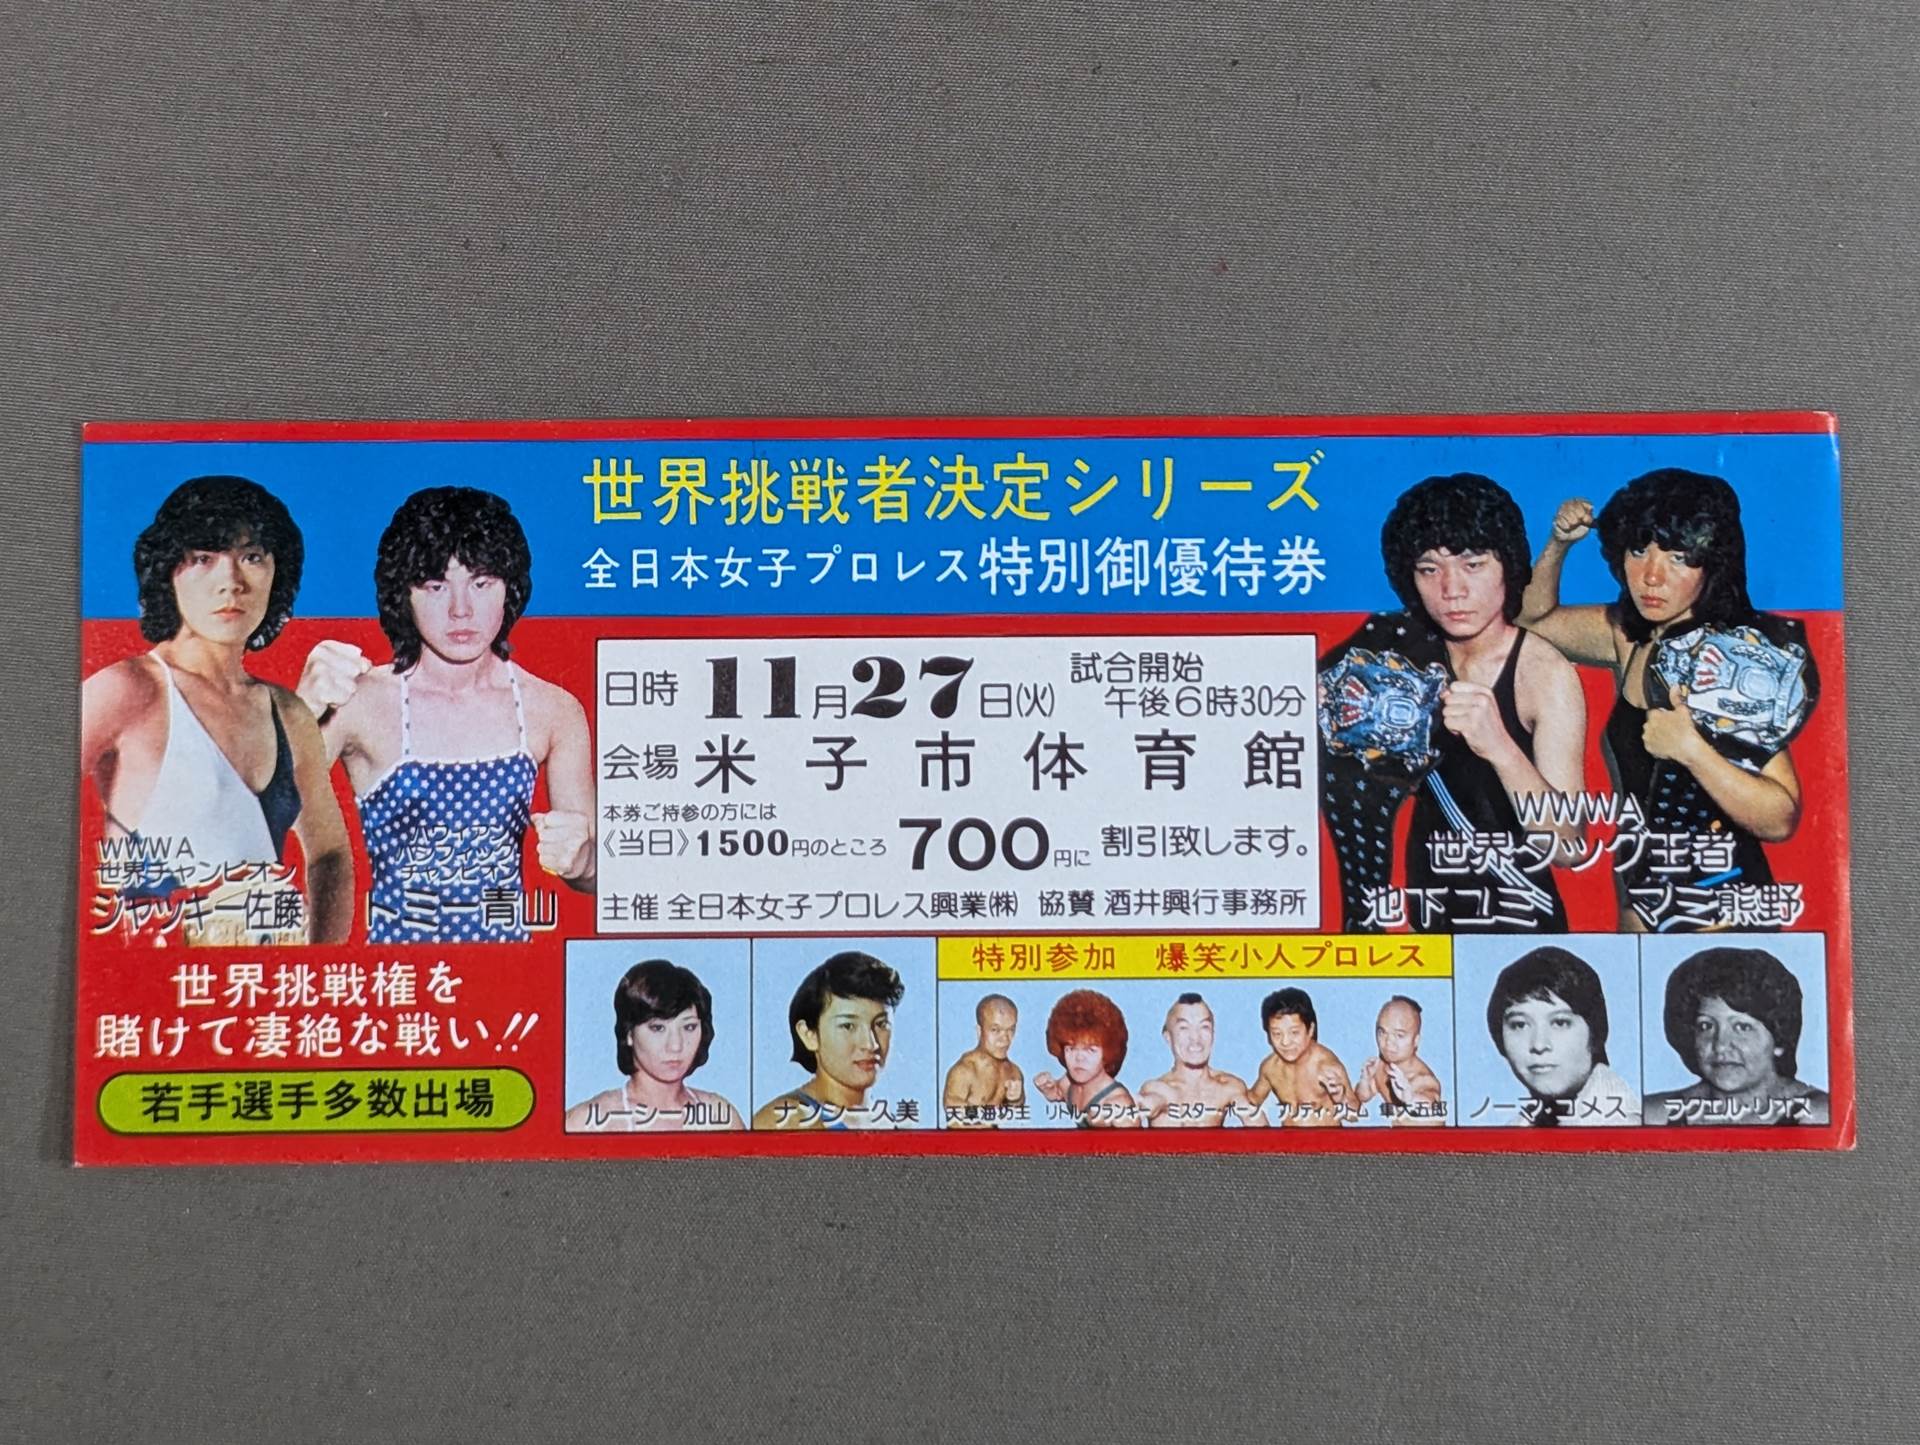 世界挑戦者決定シリーズ
全日本女子プロレス特別御優待券
日時 11月27日(火) 試合開始 午後6時30分
会場 米子市体育館
本券ご持参の方には
《当日》1500円のところ 700円に 割引致します。
主催 全日本女子プロレス興業㈱ 協賛 酒井興行事務所
WWWA
世界チャンピオン
ジャッキー佐藤
ハワイアン
パシフィック
チャンピオン
トミー青山
WWWA
世界タッグ王者
池下ユミ マミ熊野
世界挑戦権を
賭けて凄絶な戦い!!
若手選手多数出場
ルーシー加山
ナンシー久美
特別参加 爆笑小人プロレス
天草海坊主 リトル・フランキー ミスター・ポーン プリティ・アトム 隼大五郎
ノーマ・ゴメス
ラクエル・リオス